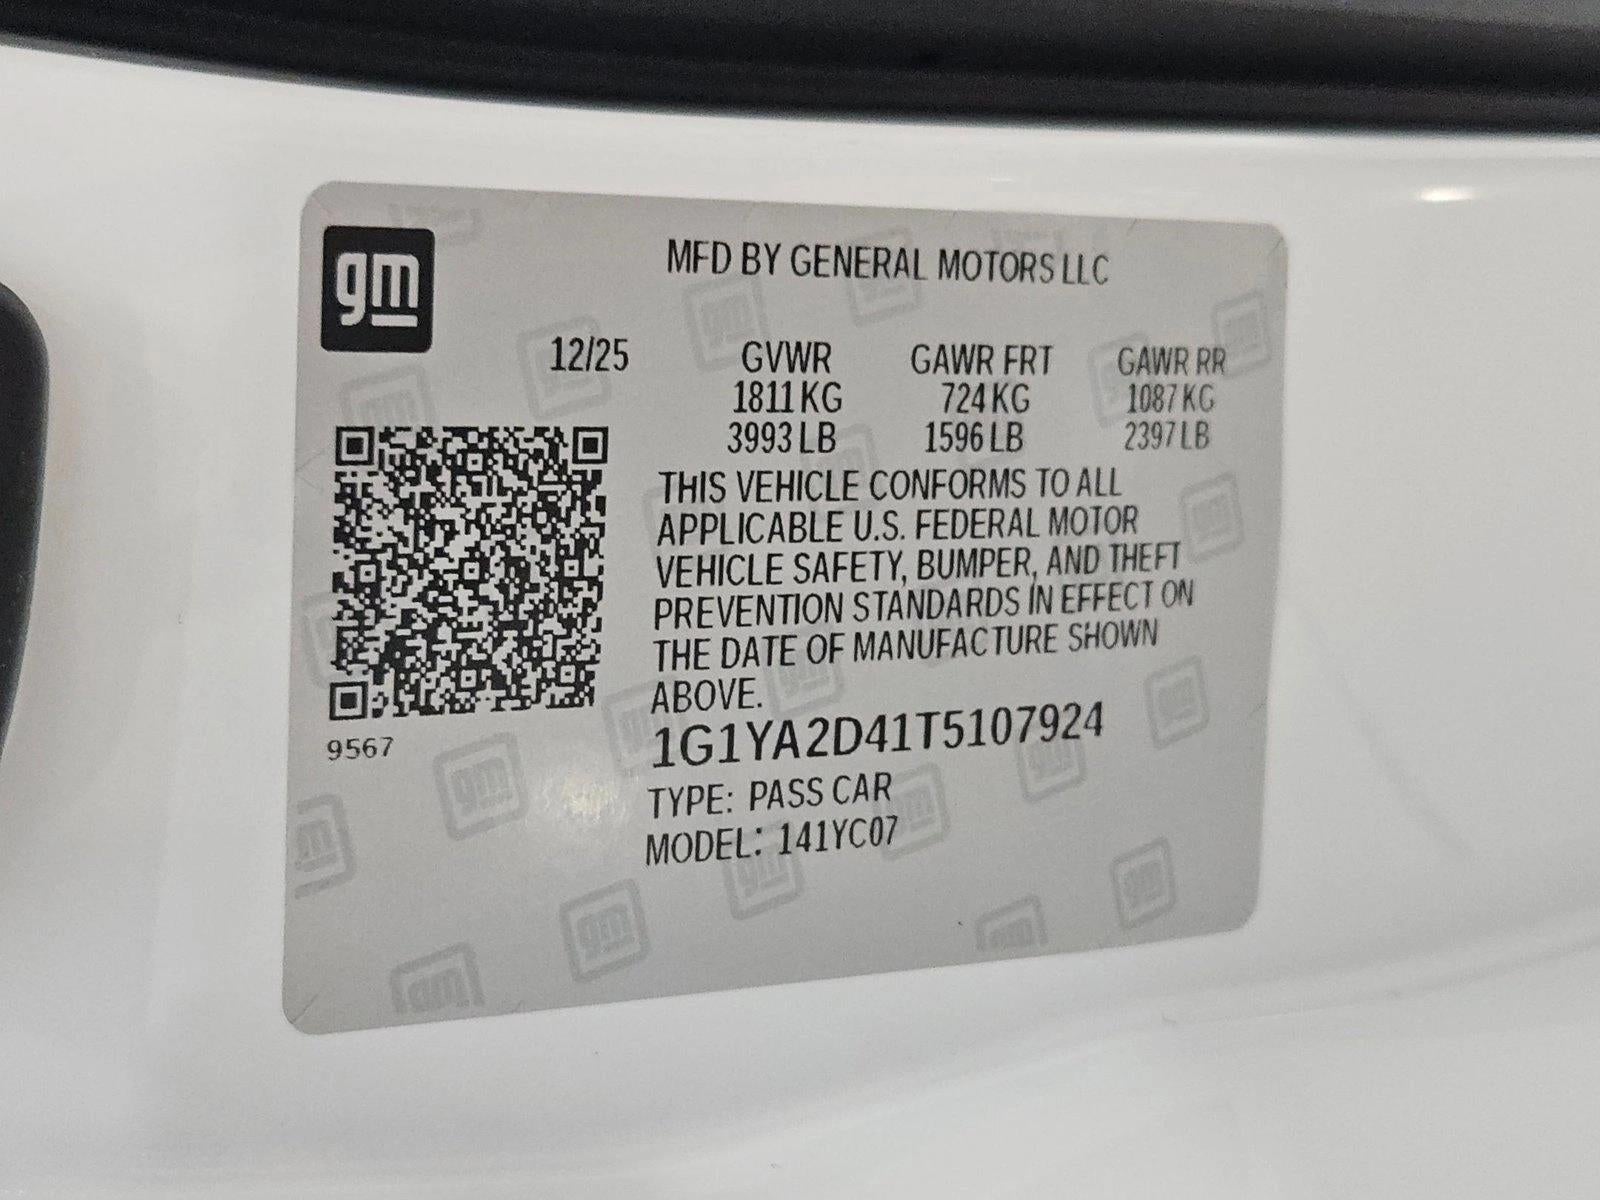 gm
MFD BY GENERAL MOTORS LLC
12/25 GVWR GAWR FRT GAWR RR
1811 KG 724 KG 1087 KG
3993 LB 1596 LB 2397 LB
THIS VEHICLE CONFORMS TO ALL
APPLICABLE U.S. FEDERAL MOTOR
VEHICLE SAFETY, BUMPER, AND THEFT
PREVENTION STANDARDS IN EFFECT ON
THE DATE OF MANUFACTURE SHOWN
ABOVE.
1G1YA2D41T5107924
9567
TYPE: PASS CAR
MODEL: 141YC07